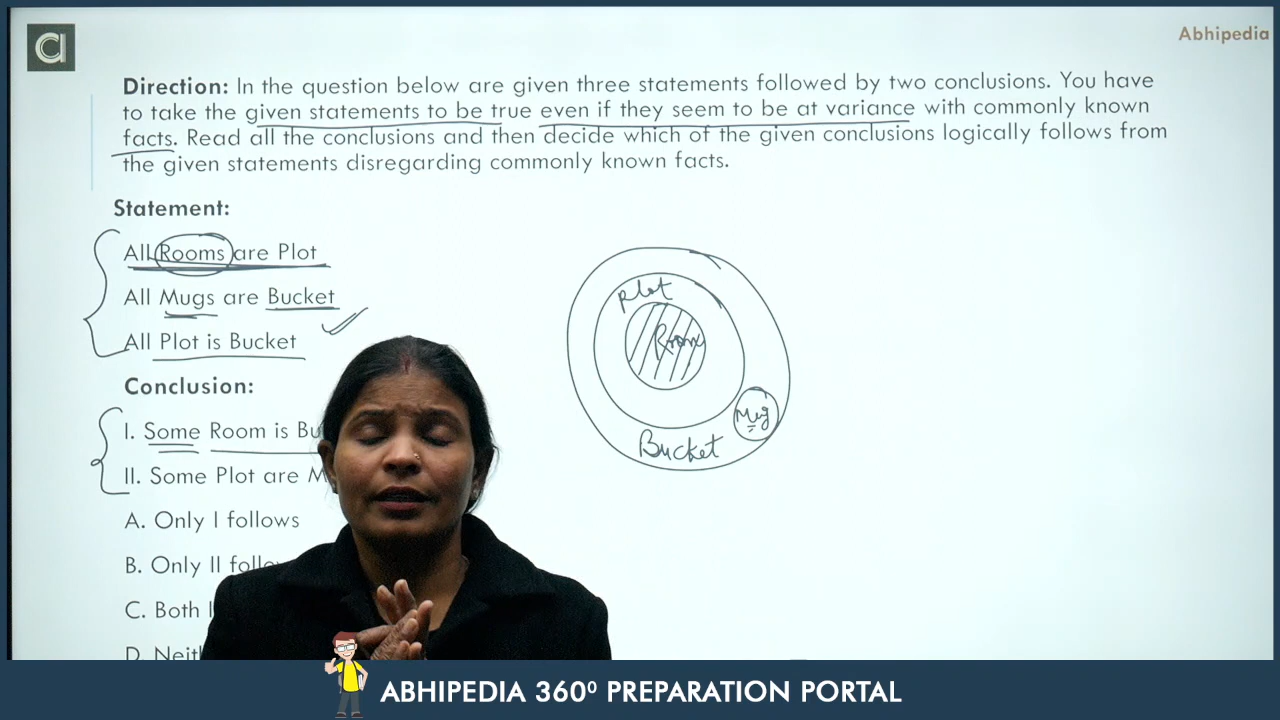 Abhipedia
Direction: In the question below are given three statements followed by two conclusions. You have
to take the given statements to be true even if they seem to be at variance with commonly known
facts. Read all the conclusions and then decide which of the given conclusions logically follows from
the given statements disregarding commonly known facts.
Statement:
All Rooms are Plot
All Mugs are Bucket
All Plot is Bucket
Conclusion:
I. Some Room is Bu
II. Some Plot are M
A. Only I follows
B. Only II follo
C. Both I
D. Neith
Plot
Room
Mug
Bucket
ABHIPEDIA 360⁰ PREPARATION PORTAL